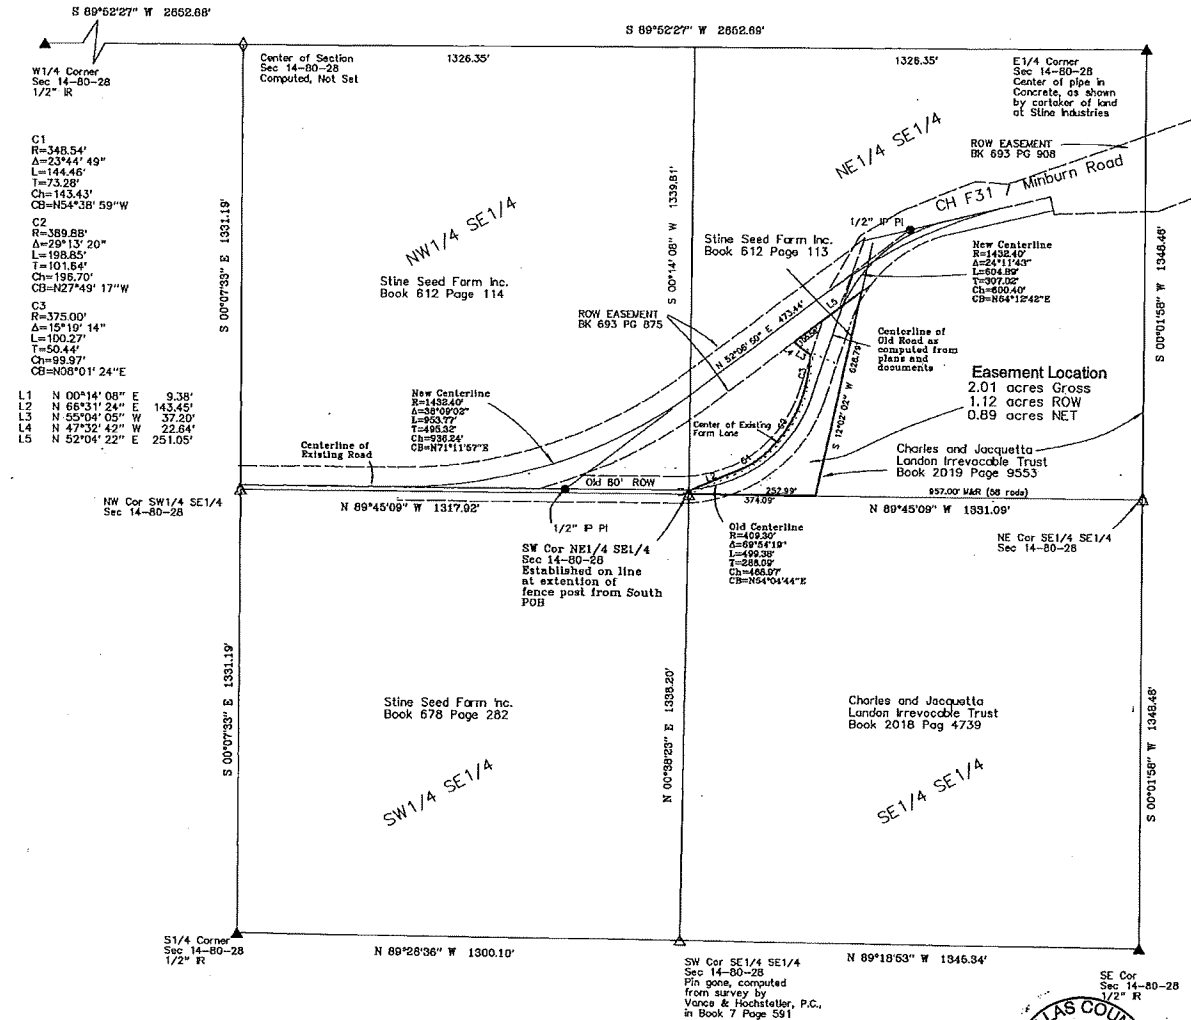 S 89°52'27" W 2652.68'
S 89°52'27" W 2652.69'
W1/4 Corner
Sec 14-80-28
1/2" IR
Center of Section
Sec 14-80-28
Computed, Not Set
1326.35'
1326.35'
E1/4 Corner
Sec 14-80-28
Center of pipe in
Concrete, as shown
by cartaker of land
at Stine Industries
C1
R=348.54'
Δ=23°44' 49"
L=144.46'
T=73.28'
Ch=143.43'
CB=N54°38' 59"W
C2
R=389.88'
Δ=29°13' 20"
L=198.85'
T=101.64'
Ch=196.70'
CB=N27°49' 17"W
C3
R=375.00'
Δ=15°19' 14"
L=100.27'
T=50.44'
Ch=99.97'
CB=N08°01' 24"E
L1 N 00°14' 08" E 9.38'
L2 N 66°31' 24" E 143.45'
L3 N 55°04' 05" W 37.20'
L4 N 47°32' 42" W 22.64'
L5 N 52°04' 22" E 251.05'
S 00°07'33" E 1331.19'
NW1/4 SE1/4
Stine Seed Farm Inc.
Book 612 Page 114
S 00°14'08" W 1339.81'
NE1/4 SE1/4
ROW EASEMENT
BK 693 PG 908
CH F31 / Minburn Road
1/2" IP PI
Stine Seed Farm Inc.
Book 612 Page 113
New Centerline
R=1432.40'
Δ=24°11'43"
L=604.89'
T=307.02'
Ch=600.40'
CB=N64°12'42"E
S 00°01'58" W 1348.46'
ROW EASEMENT
BK 693 PG 875
N 52°06'50" E 473.44'
L5
L4
L3
C3
C2
C1
L2
Centerline of
Old Road as
computed from
plans and
documents
S 12°02'02" W 628.79'
Easement Location
2.01 acres Gross
1.12 acres ROW
0.89 acres NET
New Centerline
R=1432.40'
Δ=38°09'02"
L=953.77'
T=495.32'
Ch=936.24'
CB=N71°11'57"E
Center of Existing
Farm Lane
Centerline of
Existing Road
Charles and Jacquetta
Landon Irrevocable Trust
Book 2019 Page 9553
Old 80' ROW
252.99'
374.09'
957.00' M&R (58 rods)
NW Cor SW1/4 SE1/4
Sec 14-80-28
N 89°45'09" W 1317.92'
N 89°45'09" W 1331.09'
1/2" IP PI
SW Cor NE1/4 SE1/4
Sec 14-80-28
Established on line
at extention of
fence post from South
POB
Old Centerline
R=409.30'
Δ=69°54'19"
L=499.38'
T=286.09'
Ch=468.97'
CB=N54°04'44"E
NE Cor SE1/4 SE1/4
Sec 14-80-28
S 00°07'33" E 1331.19'
Stine Seed Farm Inc.
Book 678 Page 282
SW1/4 SE1/4
N 00°38'23" E 1338.20'
Charles and Jacquetta
Landon Irrevocable Trust
Book 2018 Pag 4739
SE1/4 SE1/4
S 00°01'58" W 1348.46'
S1/4 Corner
Sec 14-80-28
1/2" IR
N 89°26'36" W 1300.10'
SW Cor SE1/4 SE1/4
Sec 14-80-28
Pin gone, computed
from survey by
Vance & Hochstetler, P.C.,
in Book 7 Page 591
N 89°18'53" W 1345.34'
SE Cor
Sec 14-80-28
1/2" IR
LAS COUN